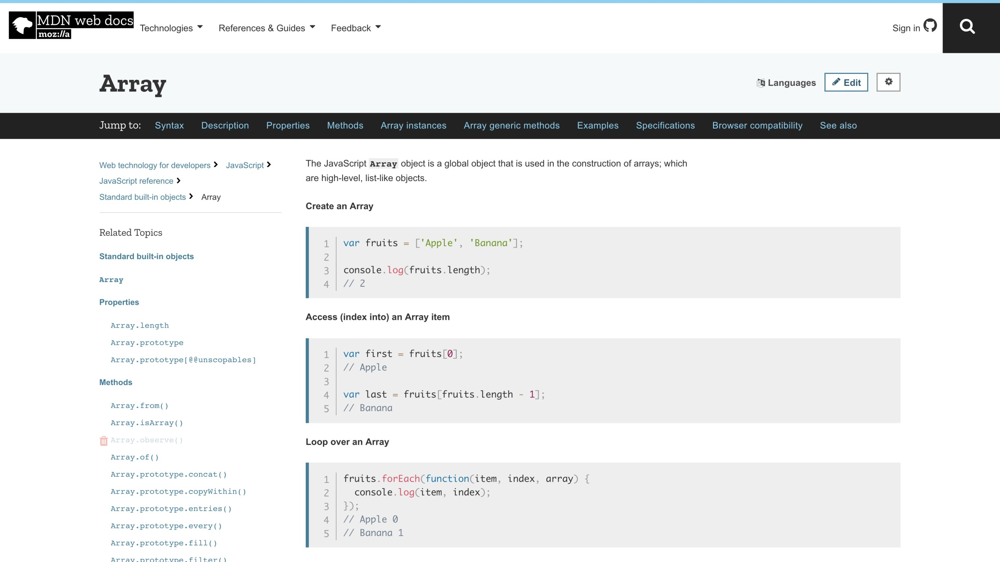 MDN web docs
moz://a
Technologies References & Guides Feedback Sign in
Array
Languages Edit
Jump to: Syntax Description Properties Methods Array instances Array generic methods Examples Specifications Browser compatibility See also
Web technology for developers JavaScript
JavaScript reference
Standard built-in objects Array
Related Topics
Standard built-in objects
Array
Properties
Array.length
Array.prototype
Array.prototype[@@unscopables]
Methods
Array.from()
Array.isArray()
Array.observe()
Array.of()
Array.prototype.concat()
Array.prototype.copyWithin()
Array.prototype.entries()
Array.prototype.every()
Array.prototype.fill()
Array.prototype.filter()
The JavaScript Array object is a global object that is used in the construction of arrays; which
are high-level, list-like objects.
Create an Array
1 var fruits = ['Apple', 'Banana'];
2
3 console.log(fruits.length);
4 // 2
Access (index into) an Array item
1 var first = fruits[0];
2 // Apple
3
4 var last = fruits[fruits.length - 1];
5 // Banana
Loop over an Array
1 fruits.forEach(function(item, index, array) {
2   console.log(item, index);
3 });
4 // Apple 0
5 // Banana 1